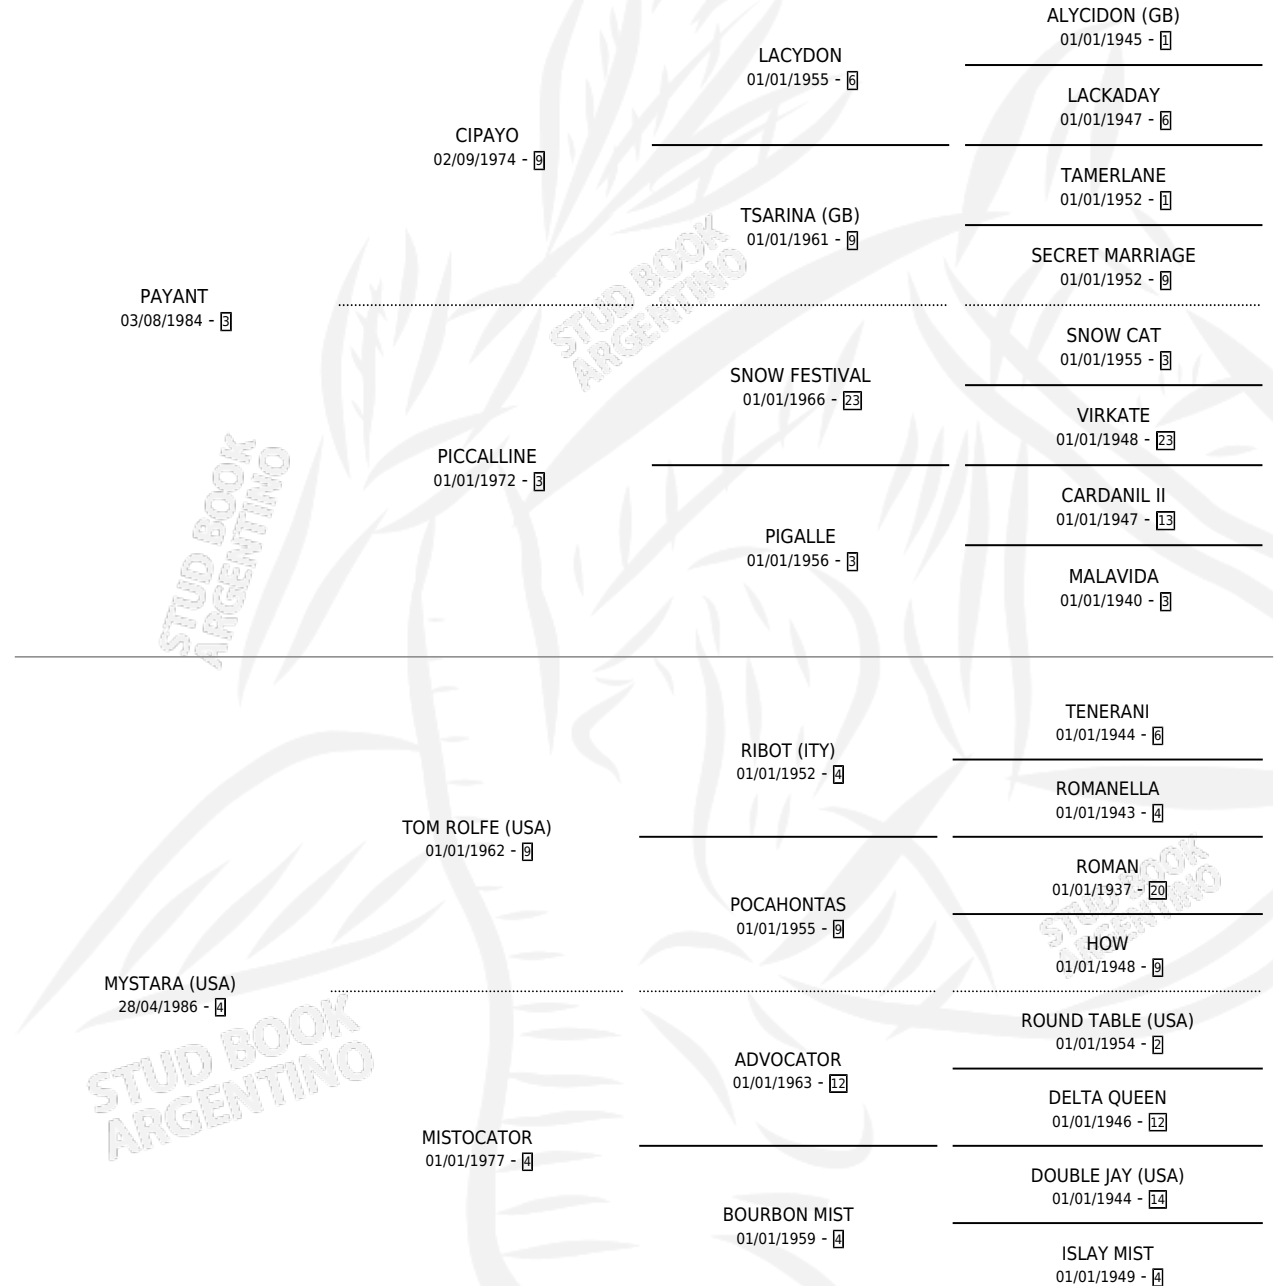 ALYCIDON (GB)
01/01/1945 - 1
LACYDON
01/01/1955 - 6
LACKADAY
01/01/1947 - 6
CIPAYO
02/09/1974 - 9
TAMERLANE
01/01/1952 - 1
TSARINA (GB)
01/01/1961 - 9
SECRET MARRIAGE
01/01/1952 - 9
PAYANT
03/08/1984 - 3
SNOW CAT
01/01/1955 - 3
SNOW FESTIVAL
01/01/1966 - 23
VIRKATE
01/01/1948 - 23
PICCALLINE
01/01/1972 - 3
CARDANIL II
01/01/1947 - 13
PIGALLE
01/01/1956 - 3
MALAVIDA
01/01/1940 - 3
STUD BOOK
ARGENTINO
STUD BOOK
ARGENTINO
TENERANI
01/01/1944 - 6
RIBOT (ITY)
01/01/1952 - 4
ROMANELLA
01/01/1943 - 4
TOM ROLFE (USA)
01/01/1962 - 9
ROMAN
01/01/1937 - 20
POCAHONTAS
01/01/1955 - 9
HOW
01/01/1948 - 9
STUD BOOK
ARGENTINO
MYSTARA (USA)
28/04/1986 - 4
ROUND TABLE (USA)
01/01/1954 - 2
ADVOCATOR
01/01/1963 - 12
DELTA QUEEN
01/01/1946 - 12
STUD BOOK
ARGENTINO
MISTOCATOR
01/01/1977 - 4
DOUBLE JAY (USA)
01/01/1944 - 14
BOURBON MIST
01/01/1959 - 4
ISLAY MIST
01/01/1949 - 4